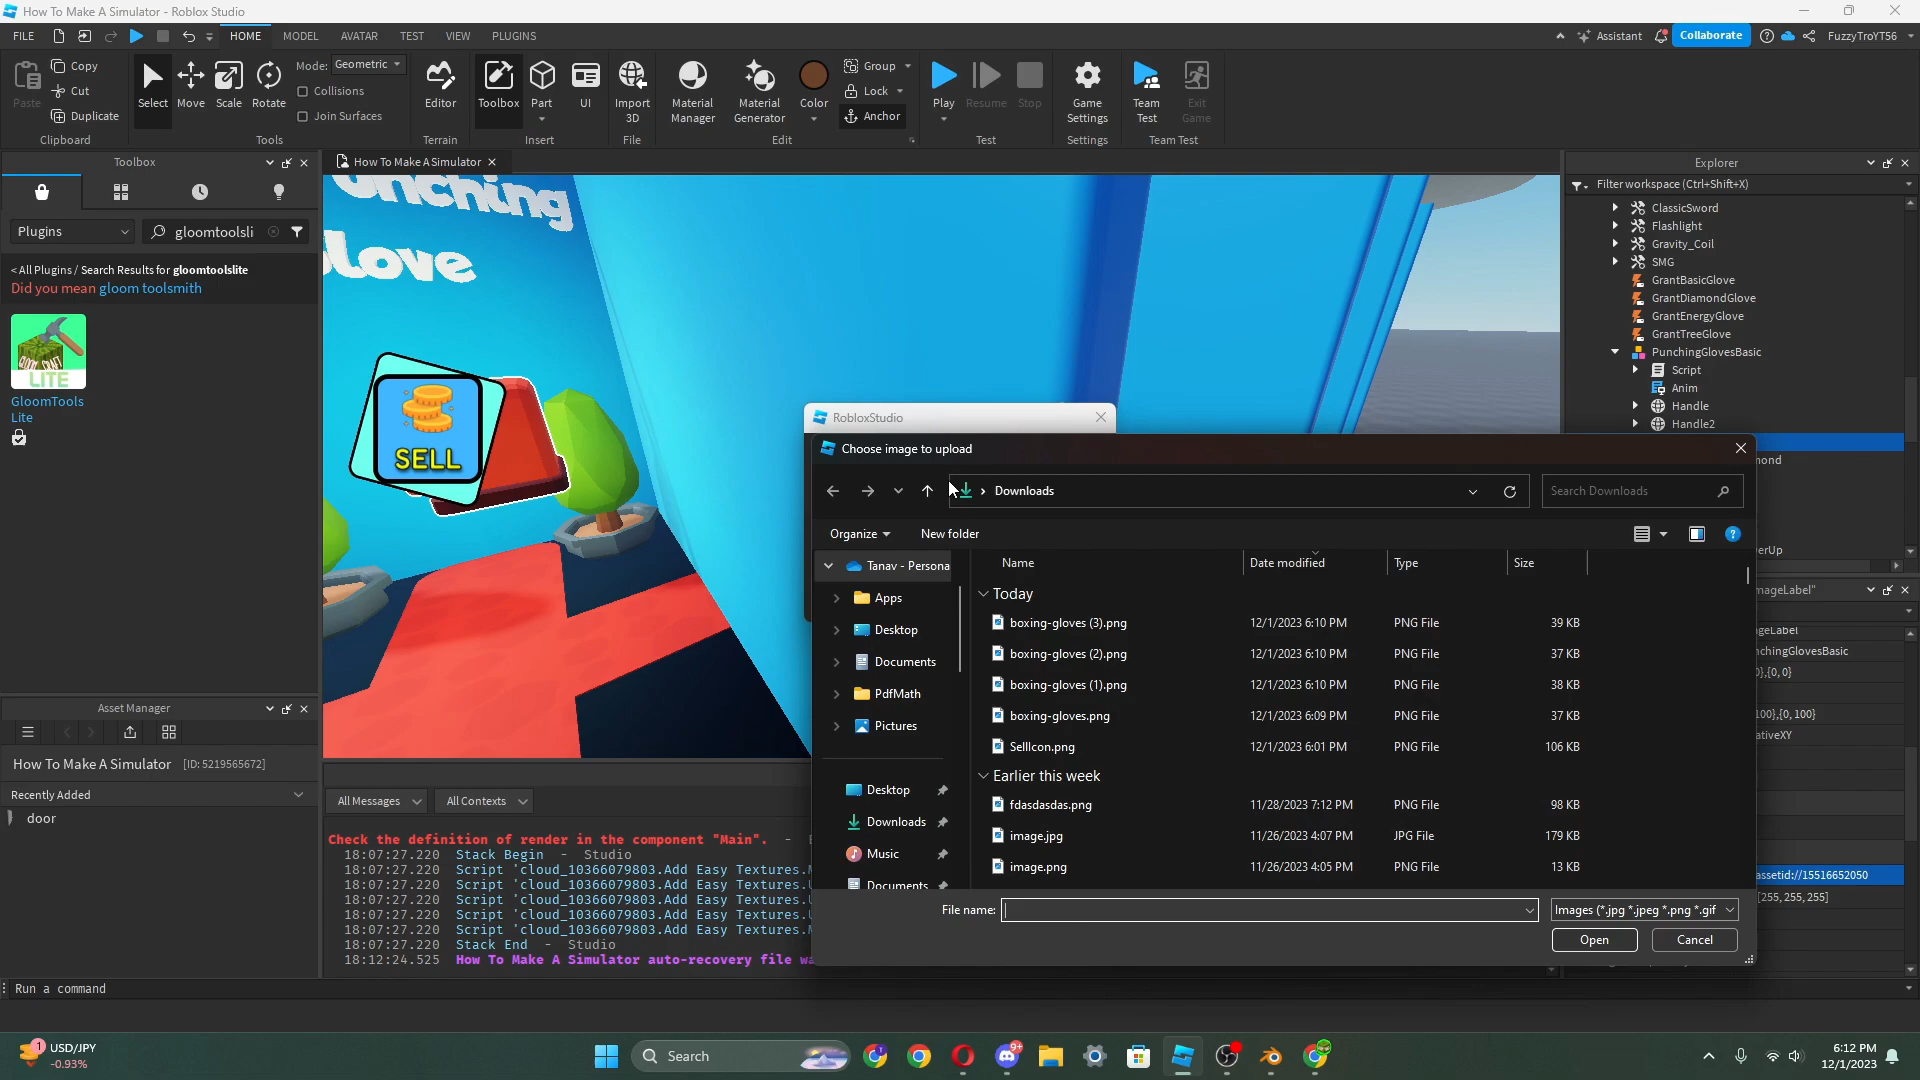 How To Make A Simulator - Roblox Studio
FILE
HOME
MODEL
AVATAR
TEST
VIEW
PLUGINS
Assistant
Collaborate
FuzzyTroYT56
Paste
Copy
Cut
Duplicate
Clipboard
Select
Move
Scale
Rotate
Mode: Geometric
Collisions
Join Surfaces
Tools
Editor
Terrain
Toolbox
Part
UI
Insert
Import 3D
File
Material Manager
Material Generator
Color
Group
Lock
Anchor
Edit
Play
Resume
Stop
Test
Game Settings
Settings
Team Test
Exit Game
Team Test
Toolbox
Plugins
gloomtoolsli
< All Plugins / Search Results for gloomtoolslite
Did you mean gloom toolsmith
LITE
GloomTools
Lite
How To Make A Simulator
unching
Love
SELL
Explorer
Filter workspace (Ctrl+Shift+X)
ClassicSword
Flashlight
Gravity_Coil
SMG
GrantBasicGlove
GrantDiamondGlove
GrantEnergyGlove
GrantTreeGlove
PunchingGlovesBasic
Script
Anim
Handle
Handle2
mond
erUp
mageLabel"
geLabel
nchingGlovesBasic
0},{0, 0}
100},{0, 100}
ativeXY
assetid://15516652050
[255, 255, 255]
RobloxStudio
Choose image to upload
Downloads
Search Downloads
Organize
New folder
Tanav - Persona
Apps
Desktop
Documents
PdfMath
Pictures
Desktop
Downloads
Music
Documents
Name
Date modified
Type
Size
Today
boxing-gloves (3).png 12/1/2023 6:10 PM PNG File 39 KB
boxing-gloves (2).png 12/1/2023 6:10 PM PNG File 37 KB
boxing-gloves (1).png 12/1/2023 6:10 PM PNG File 38 KB
boxing-gloves.png 12/1/2023 6:09 PM PNG File 37 KB
SellIcon.png 12/1/2023 6:01 PM PNG File 106 KB
Earlier this week
fdasdasdas.png 11/28/2023 7:12 PM PNG File 98 KB
image.jpg 11/26/2023 4:07 PM JPG File 179 KB
image.png 11/26/2023 4:05 PM PNG File 13 KB
File name:
Images (*.jpg *.jpeg *.png *.gif
Open
Cancel
Asset Manager
How To Make A Simulator [ID: 5219565672]
Recently Added
door
All Messages
All Contexts
Check the definition of render in the component "Main". -
18:07:27.220 Stack Begin - Studio
18:07:27.220 Script 'cloud_10366079803.Add Easy Textures.
18:07:27.220 Script 'cloud_10366079803.Add Easy Textures.
18:07:27.220 Script 'cloud_10366079803.Add Easy Textures.
18:07:27.220 Script 'cloud_10366079803.Add Easy Textures.
18:07:27.220 Script 'cloud_10366079803.Add Easy Textures.
18:07:27.220 Stack End - Studio
18:12:24.525 How To Make A Simulator auto-recovery file wa
Run a command
1
USD/JPY
-0.93%
Search
9+
6:12 PM
12/1/2023